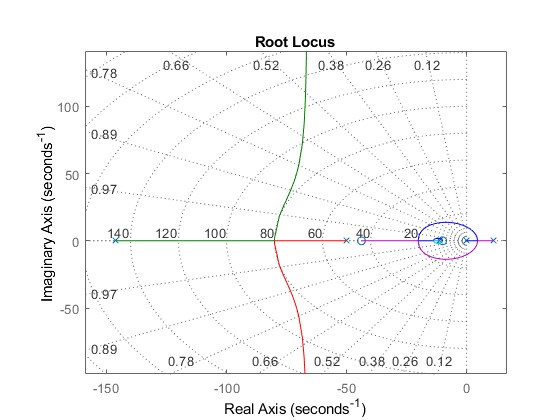 Root Locus
0.78 0.66 0.52 0.38 0.26 0.12
100
0.89
50
0.97
140 120 100 80 60 40 20
0
0.97
-50
0.89
0.78 0.66 0.52 0.38 0.26 0.12
-150 -100 -50 0
Imaginary Axis (seconds⁻¹)
Real Axis (seconds⁻¹)